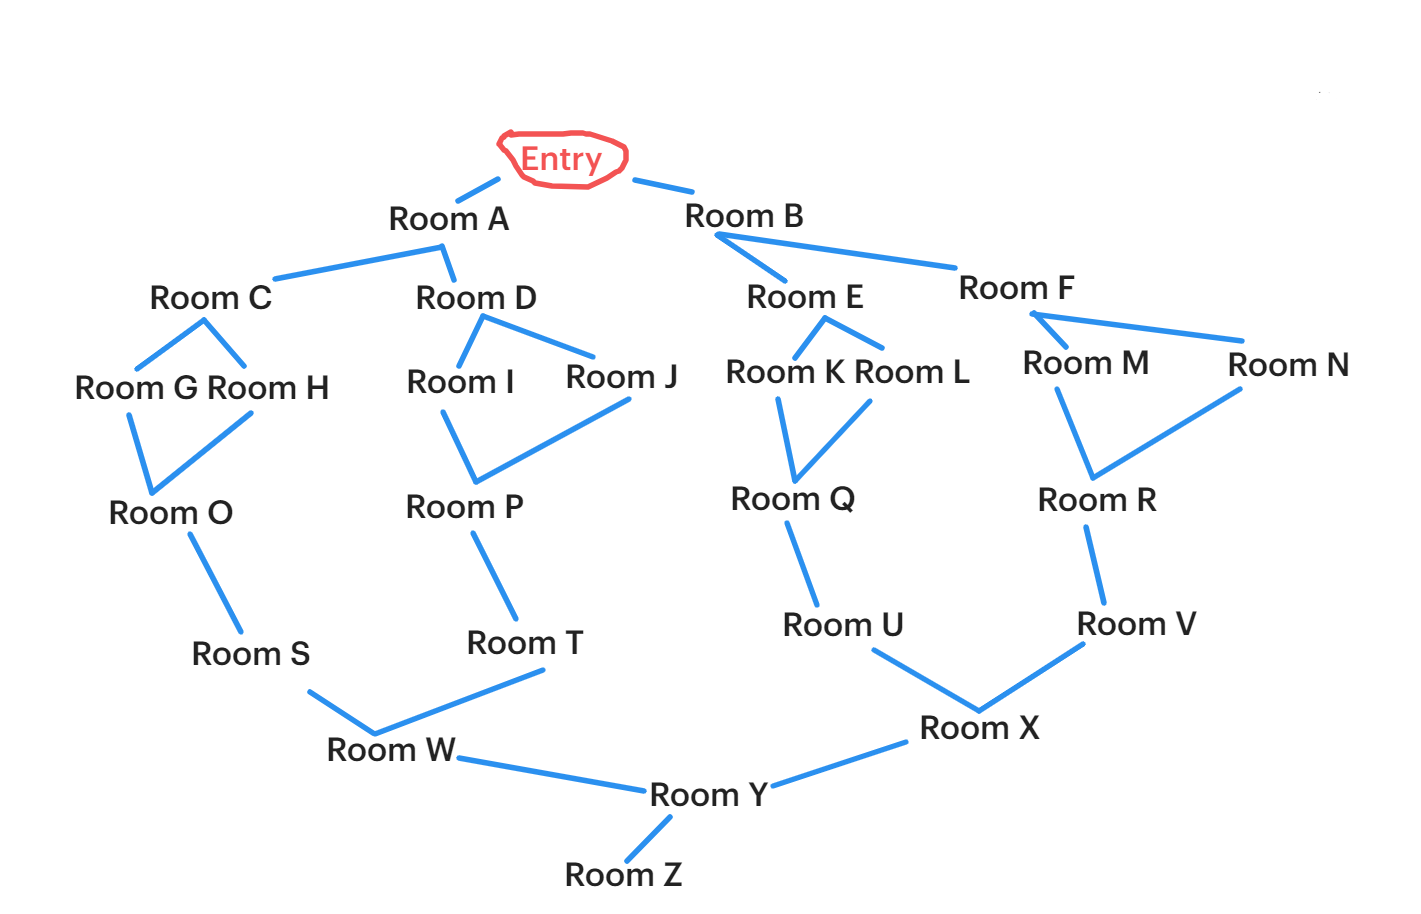 Entry
Room A
Room B
Room C
Room D
Room E
Room F
Room G
Room H
Room I
Room J
Room K
Room L
Room M
Room N
Room O
Room P
Room Q
Room R
Room S
Room T
Room U
Room V
Room W
Room X
Room Y
Room Z